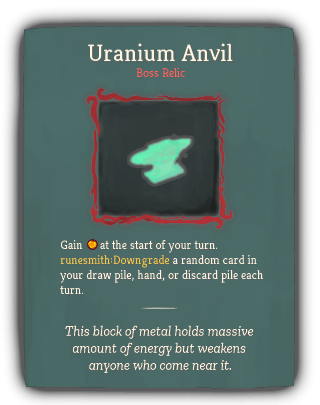 Uranium Anvil
Boss Relic
Gain at the start of your turn.
runesmith:Downgrade a random card in
your draw pile, hand, or discard pile each
turn.
This block of metal holds massive
amount of energy but weakens
anyone who come near it.